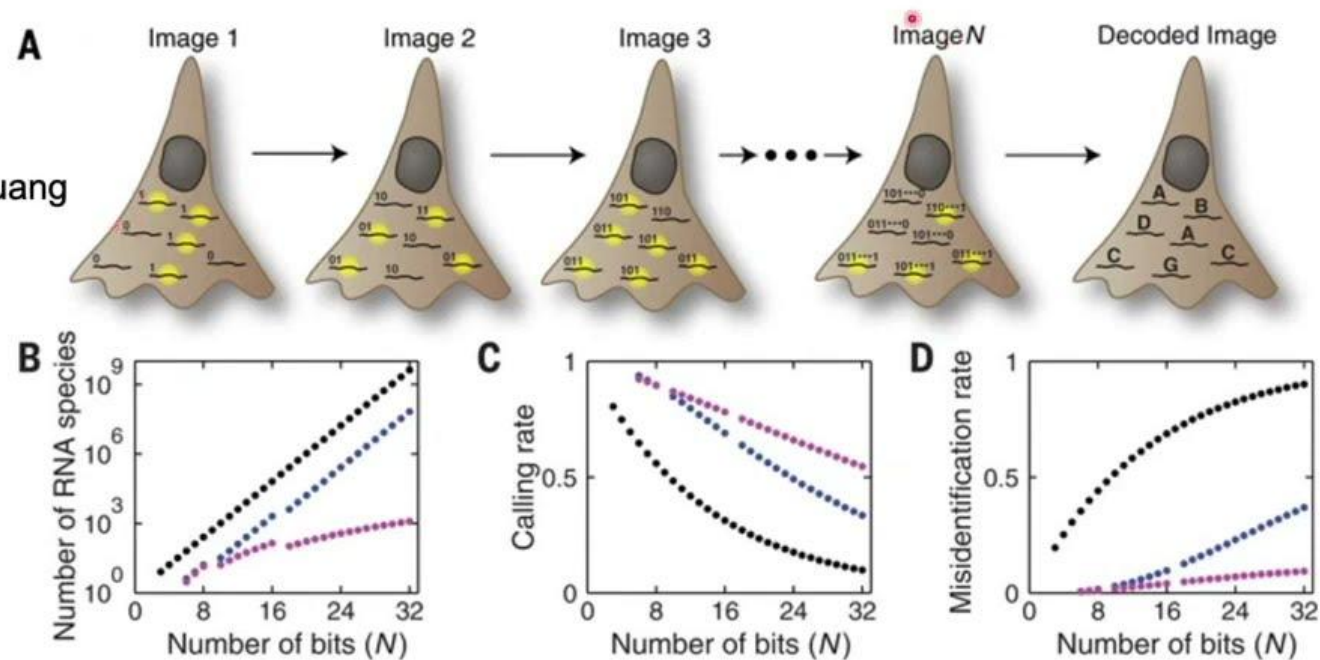 A
Image 1
Image 2
Image 3
Image N
Decoded Image
uang
1
1
0
1
0
0
1
10
11
01
10
01
01
10
101
110
011
101
011
011
101
101•••0
110•••1
011•••0
101•••0
011•••1
011•••1
101•••1
A
B
D
A
C
C
G
B
Number of RNA species
10⁹
10⁶
10³
10⁰
0 8 16 24 32
Number of bits (N)
C
Calling rate
1
0.5
0
0 8 16 24 32
Number of bits (N)
D
Misidentification rate
1
0.5
0
0 8 16 24 32
Number of bits (N)